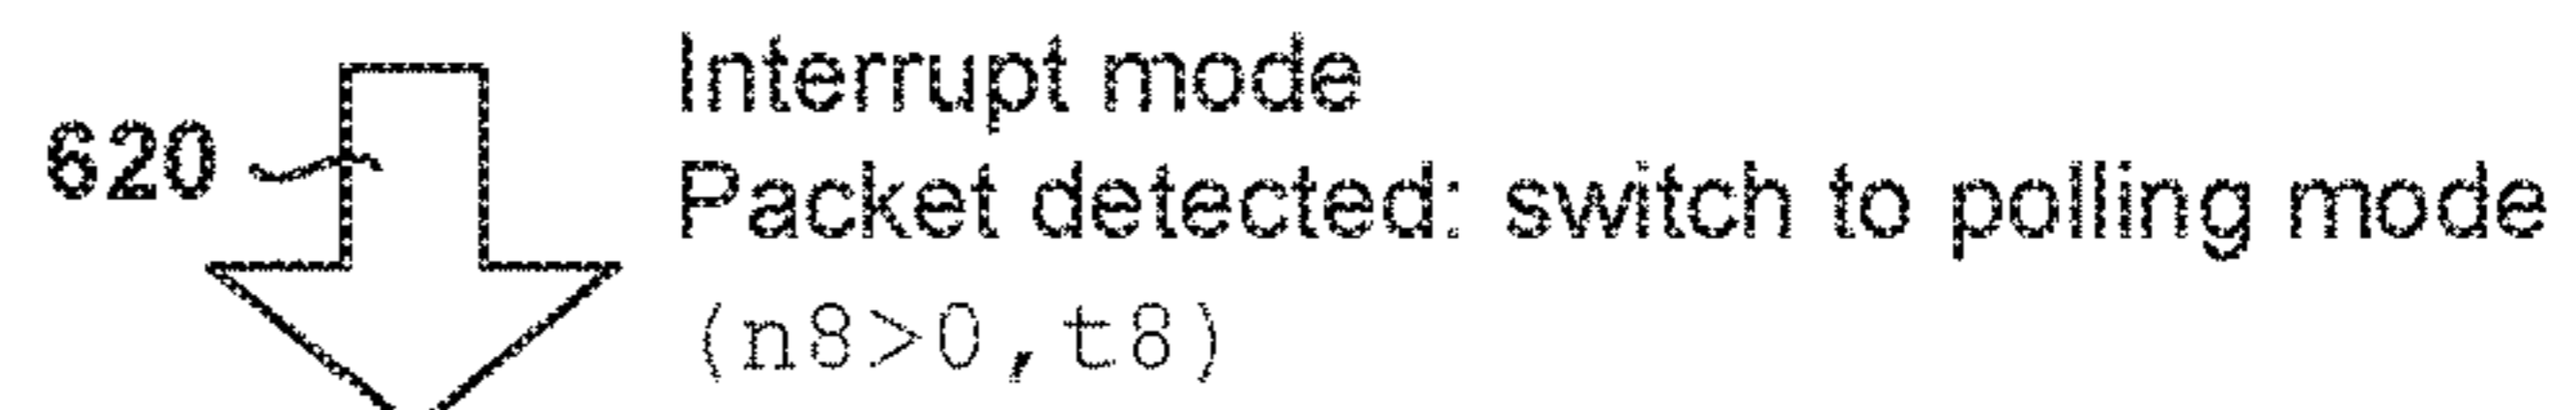 Interrupt mode
620
Packet detected: switch to polling mode
(n8>0,t8)